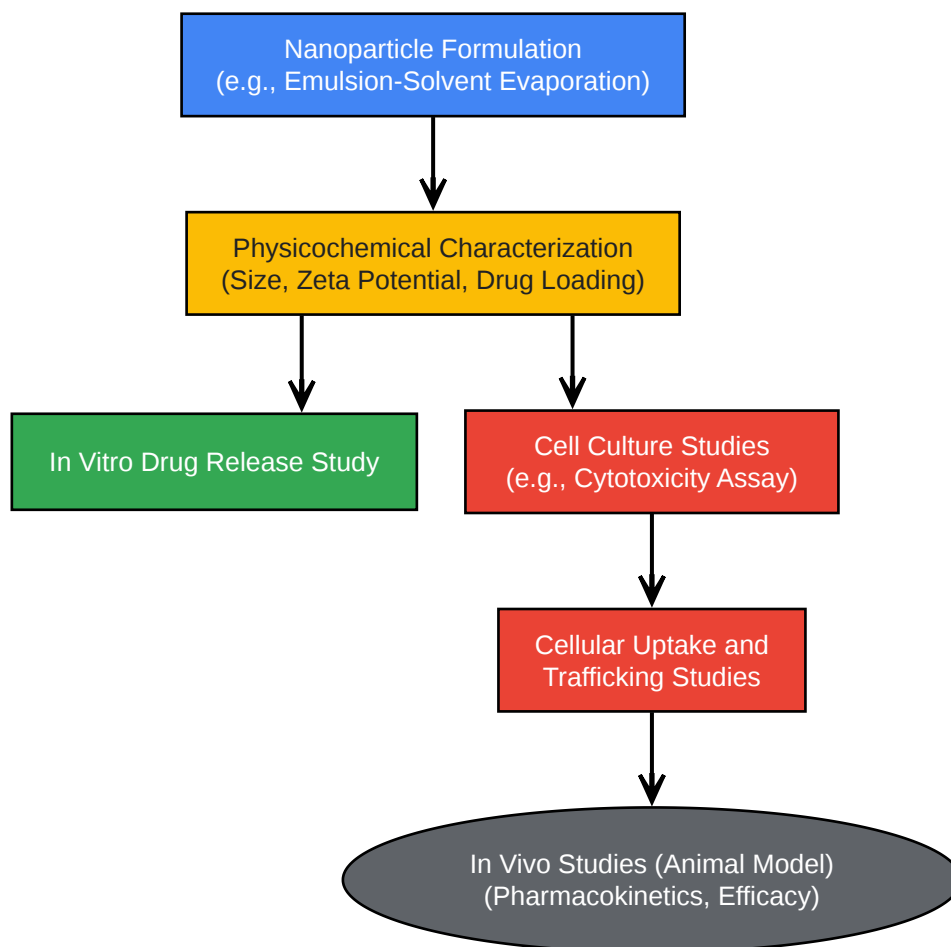 Nanoparticle Formulation
(e.g., Emulsion-Solvent Evaporation)
Physicochemical Characterization
(Size, Zeta Potential, Drug Loading)
In Vitro Drug Release Study
Cell Culture Studies
(e.g., Cytotoxicity Assay)
Cellular Uptake and
Trafficking Studies
In Vivo Studies (Animal Model)
(Pharmacokinetics, Efficacy)